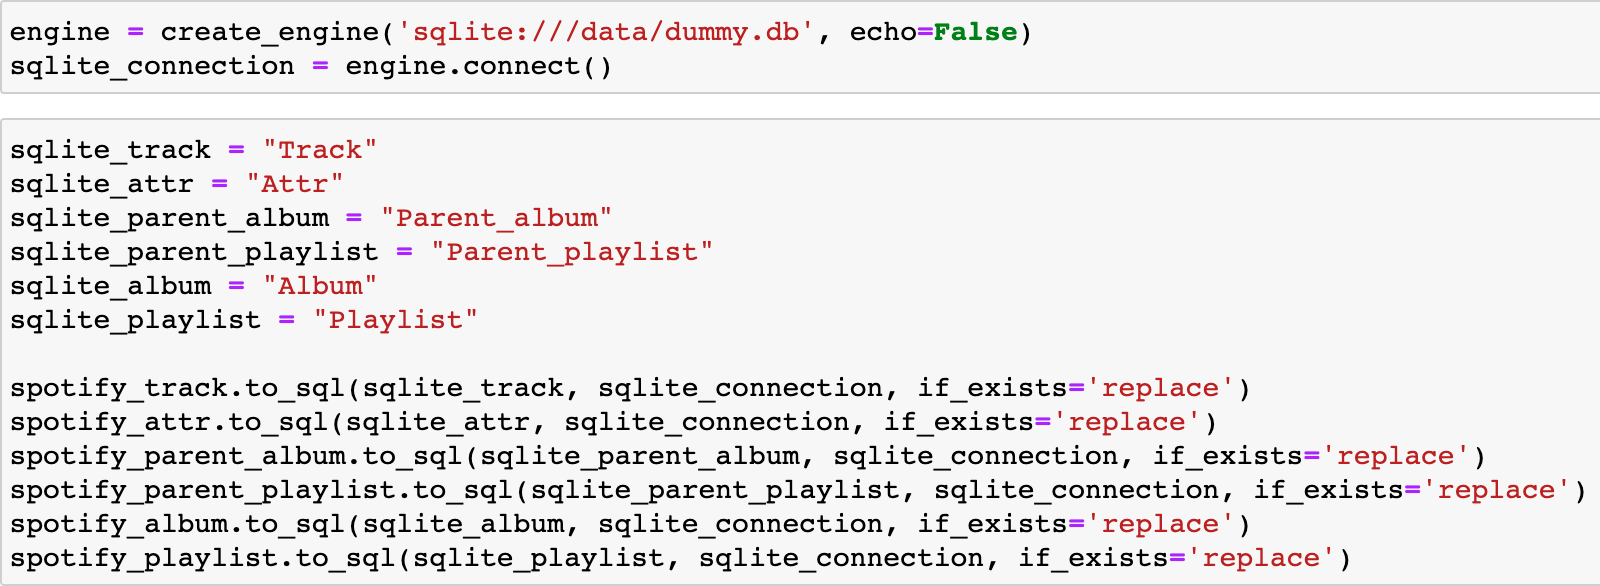 engine = create_engine('sqlite:///data/dummy.db', echo=False)
sqlite_connection = engine.connect()
sqlite_track = "Track"
sqlite_attr = "Attr"
sqlite_parent_album = "Parent_album"
sqlite_parent_playlist = "Parent_playlist"
sqlite_album = "Album"
sqlite_playlist = "Playlist"
spotify_track.to_sql(sqlite_track, sqlite_connection, if_exists='replace')
spotify_attr.to_sql(sqlite_attr, sqlite_connection, if_exists='replace')
spotify_parent_album.to_sql(sqlite_parent_album, sqlite_connection, if_exists='replace')
spotify_parent_playlist.to_sql(sqlite_parent_playlist, sqlite_connection, if_exists='replace')
spotify_album.to_sql(sqlite_album, sqlite_connection, if_exists='replace')
spotify_playlist.to_sql(sqlite_playlist, sqlite_connection, if_exists='replace')